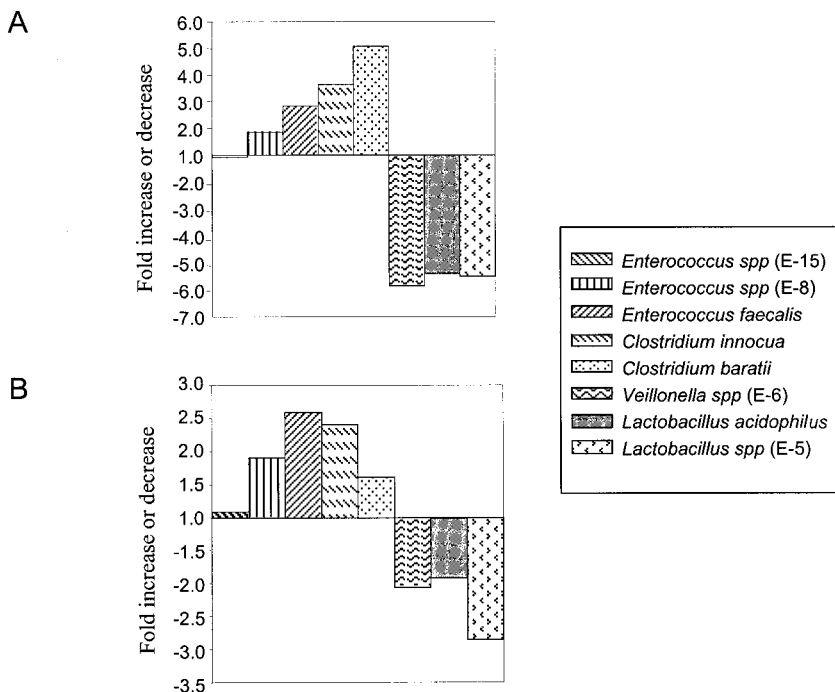 A
Fold increase or decrease
6.0
5.0
4.0
3.0
2.0
1.0
-2.0
-3.0
-4.0
-5.0
-6.0
-7.0
B
Fold increase or decrease
3.0
2.5
2.0
1.5
1.0
-1.5
-2.0
-2.5
-3.0
-3.5
Enterococcus spp (E-15)
Enterococcus spp (E-8)
Enterococcus faecalis
Clostridium innocua
Clostridium baratii
Veillonella spp (E-6)
Lactobacillus acidophilus
Lactobacillus spp (E-5)